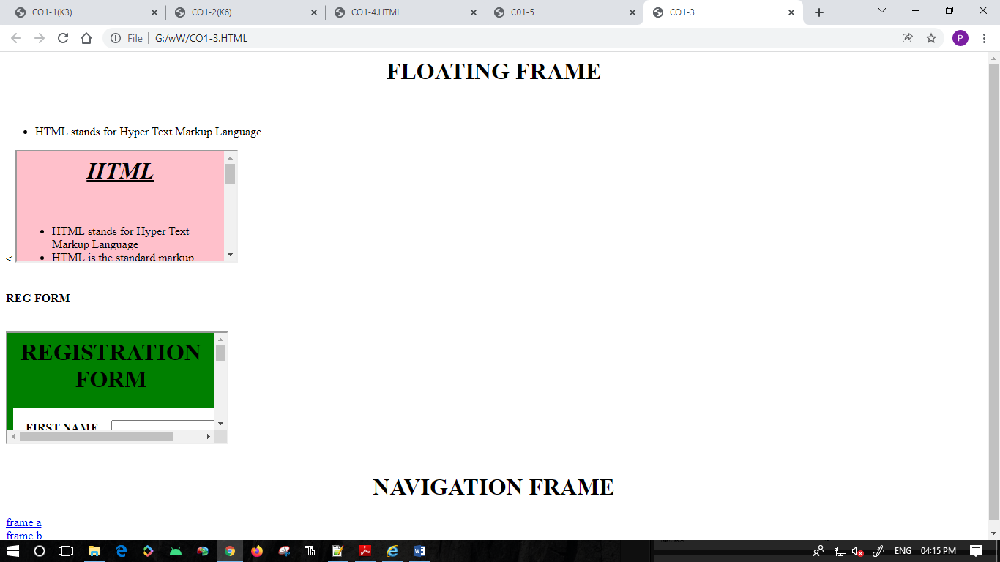 CO1-1(K3)
CO1-2(K6)
CO1-4.HTML
C01-5
CO1-3
File
G:/wW/CO1-3.HTML
P
FLOATING FRAME
• HTML stands for Hyper Text Markup Language
HTML
• HTML stands for Hyper Text
Markup Language
• HTML is the standard markup
<
REG FORM
REGISTRATION
FORM
FIRST NAME
NAVIGATION FRAME
frame a
frame b
ENG
04:15 PM